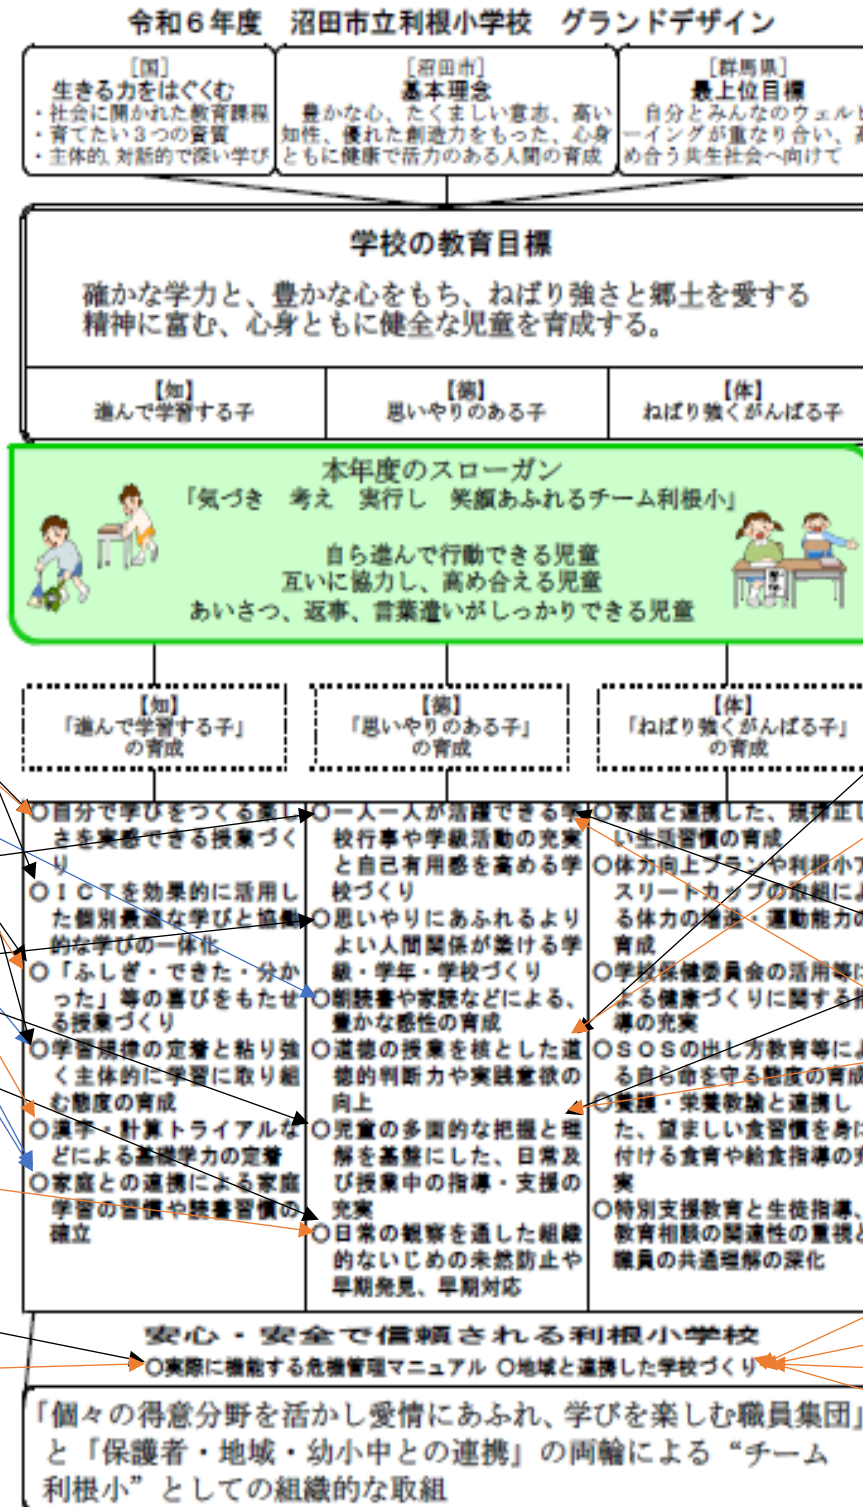 令和６年度　沼田市立利根小学校　グランドデザイン
［国］
生きる力をはぐくむ
・社会に開かれた教育課程
・育てたい３つの資質
・主体的，対話的で深い学び
［沼田市］
基本理念
豊かな心、たくましい意志、高い
知性、優れた創造力をもった、心身
ともに健康で活力のある人間の育成
［群馬県］
最上位目標
自分とみんなのウェルビ
ーイングが重なり合い、高
め合う共生社会へ向けて
学校の教育目標
確かな学力と、豊かな心をもち、ねばり強さと郷土を愛する
精神に富む、心身ともに健全な児童を育成する。
【知】
進んで学習する子
【徳】
思いやりのある子
【体】
ねばり強くがんばる子
本年度のスローガン
「気づき　考え　実行し　笑顔あふれるチーム利根小」
自ら進んで行動できる児童
互いに協力し、高め合える児童
あいさつ、返事、言葉遣いがしっかりできる児童
【知】
「進んで学習する子」
の育成
【徳】
「思いやりのある子」
の育成
【体】
「ねばり強くがんばる子」
の育成
○自分で学びをつくる楽し
さを実感できる授業づく
り
○ＩＣＴを効果的に活用し
た個別最適な学びと協働
的な学びの一体化
○「ふしぎ・できた・分か
った」等の喜びをもたせ
る授業づくり
○学習規律の定着と粘り強
く主体的に学習に取り組
む態度の育成
○漢字・計算トライアルな
どによる基礎学力の定着
○家庭との連携による家庭
学習の習慣や読書習慣の
確立
○一人一人が活躍できる学
校行事や学級活動の充実
と自己有用感を高める学
校づくり
○思いやりにあふれるより
よい人間関係が築ける学
級・学年・学校づくり
○朝読書や家読などによる、
豊かな感性の育成
○道徳の授業を核とした道
徳的判断力や実践意欲の
向上
○児童の多面的な把握と理
解を基盤にした、日常及
び授業中の指導・支援の
充実
○日常の観察を通した組織
的ないじめの未然防止や
早期発見、早期対応
○家庭と連携した、規律正し
い生活習慣の育成
○体力向上プランや利根小ア
スリートカップの取組によ
る体力の増進・運動能力の
育成
○学校保健委員会の活用等に
よる健康づくりに関する指
導の充実
○ＳＯＳの出し方教育等によ
る自ら命を守る態度の育成
○養護・栄養教諭と連携し
た、望ましい食習慣を身に
付ける食育や給食指導の充
実
○特別支援教育と生徒指導、
教育相談の関連性の重視と
職員の共通理解の深化
安心・安全で信頼される利根小学校
○実際に機能する危機管理マニュアル ○地域と連携した学校づくり
「個々の得意分野を活かし愛情にあふれ、学びを楽しむ職員集団」
と「保護者・地域・幼小中との連携」の両輪による“チーム
利根小”としての組織的な取組